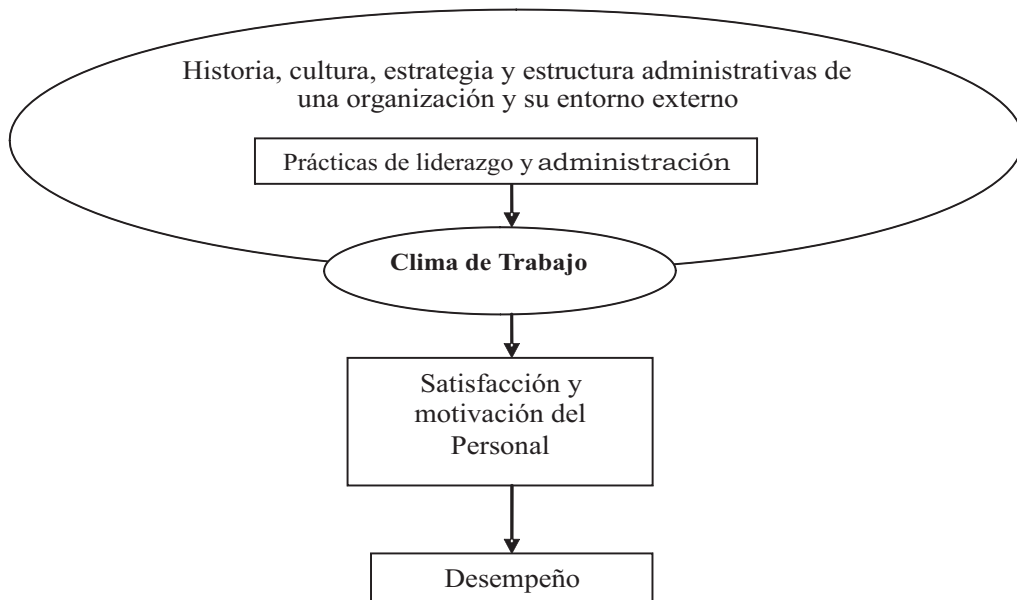 Historia, cultura, estrategia y estructura administrativas de
una organización y su entorno externo
Prácticas de liderazgo y administración
Clima de Trabajo
Satisfacción y
motivación del
Personal
Desempeño